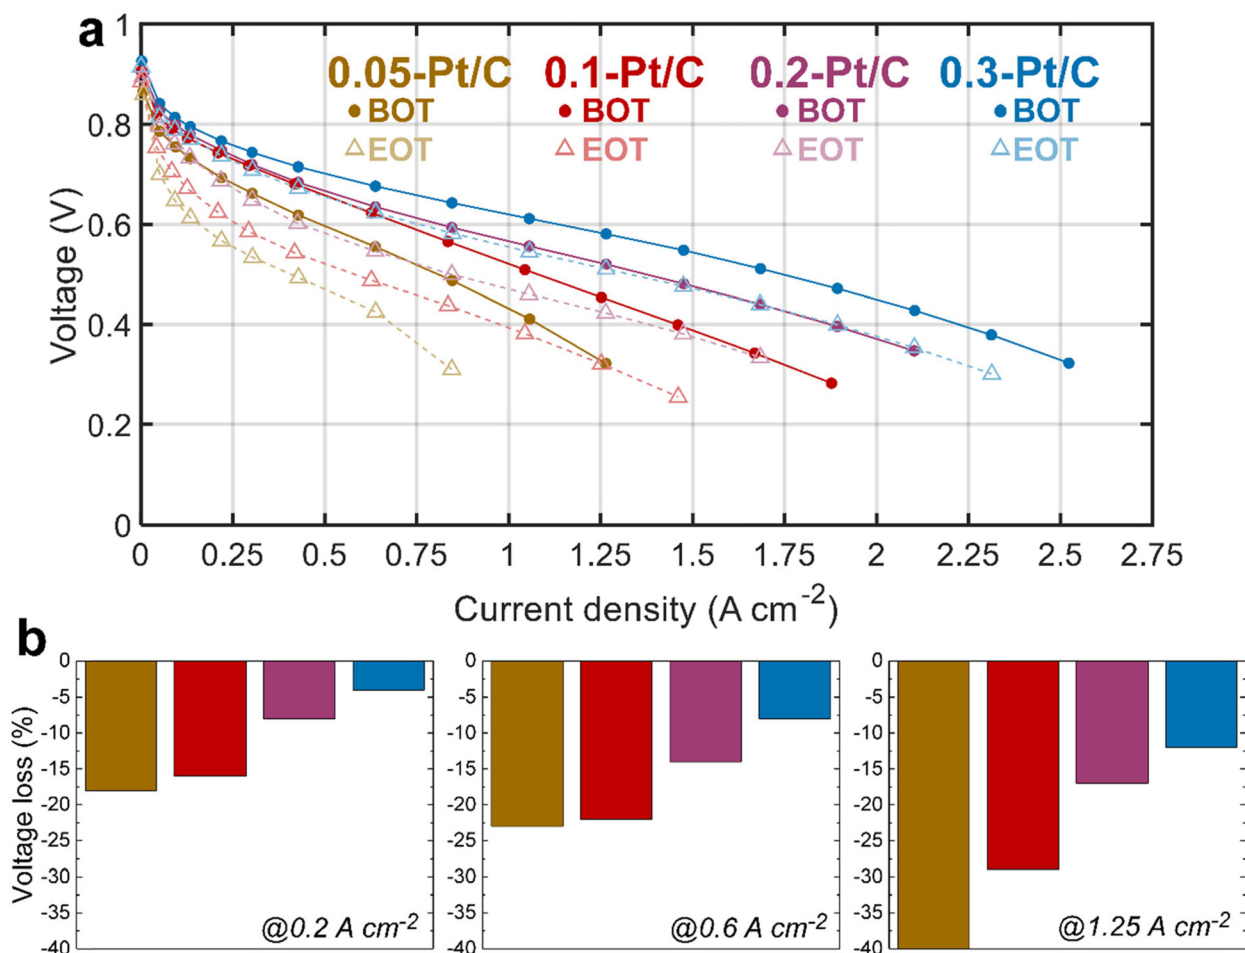 a
0.05-Pt/C 0.1-Pt/C 0.2-Pt/C 0.3-Pt/C
BOT BOT BOT BOT
EOT EOT EOT EOT
Voltage (V)
1
0.8
0.6
0.4
0.2
0
0 0.25 0.5 0.75 1 1.25 1.5 1.75 2 2.25 2.5 2.75
Current density (A cm-2)
b
Voltage loss (%)
0
-5
-10
-15
-20
-25
-30
-35
-40
@0.2 A cm-2
0
-5
-10
-15
-20
-25
-30
-35
-40
@0.6 A cm-2
0
-5
-10
-15
-20
-25
-30
-35
-40
@1.25 A cm-2